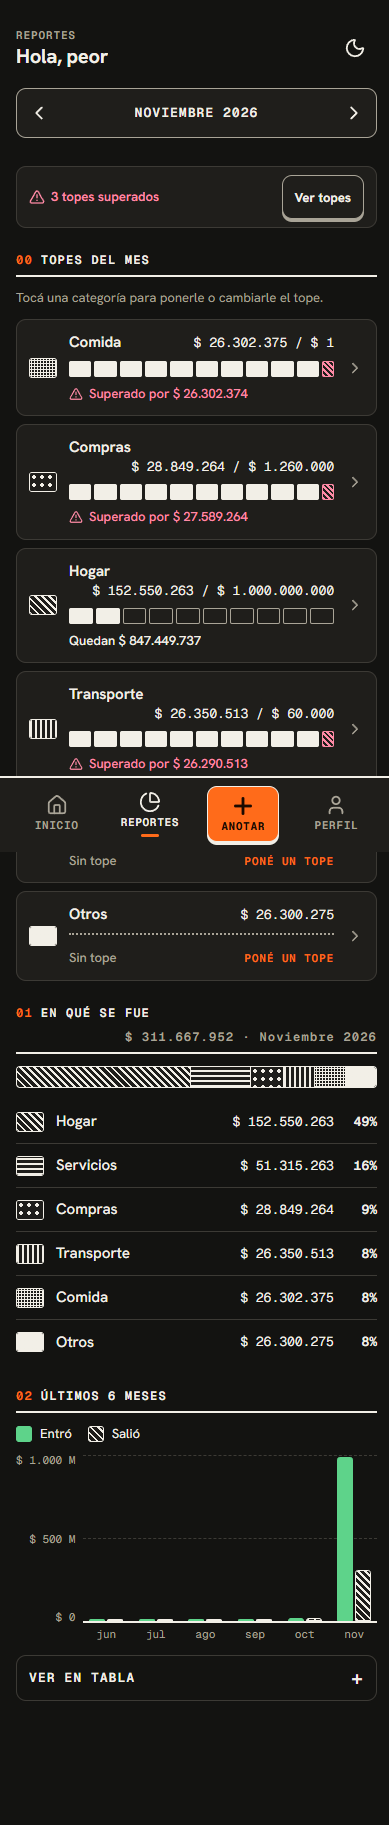 REPORTES
Hola, peor
NOVIEMBRE 2026
3 topes superados
Ver topes
00 TOPES DEL MES
Tocá una categoría para ponerle o cambiarle el tope.
Comida $ 26.302.375 / $ 1
Superado por $ 26.302.374
Compras
$ 28.849.264 / $ 1.260.000
Superado por $ 27.589.264
Hogar
$ 152.550.263 / $ 1.000.000.000
Quedan $ 847.449.737
Transporte
$ 26.350.513 / $ 60.000
Superado por $ 26.290.513
INICIO
REPORTES
ANOTAR
PERFIL
Sin tope PONÉ UN TOPE
Otros $ 26.300.275
Sin tope PONÉ UN TOPE
01 EN QUÉ SE FUE
$ 311.667.952 · Noviembre 2026
Hogar $ 152.550.263 49%
Servicios $ 51.315.263 16%
Compras $ 28.849.264 9%
Transporte $ 26.350.513 8%
Comida $ 26.302.375 8%
Otros $ 26.300.275 8%
02 ÚLTIMOS 6 MESES
Entró Salió
$ 1.000 M
$ 500 M
$ 0
jun jul ago sep oct nov
VER EN TABLA +